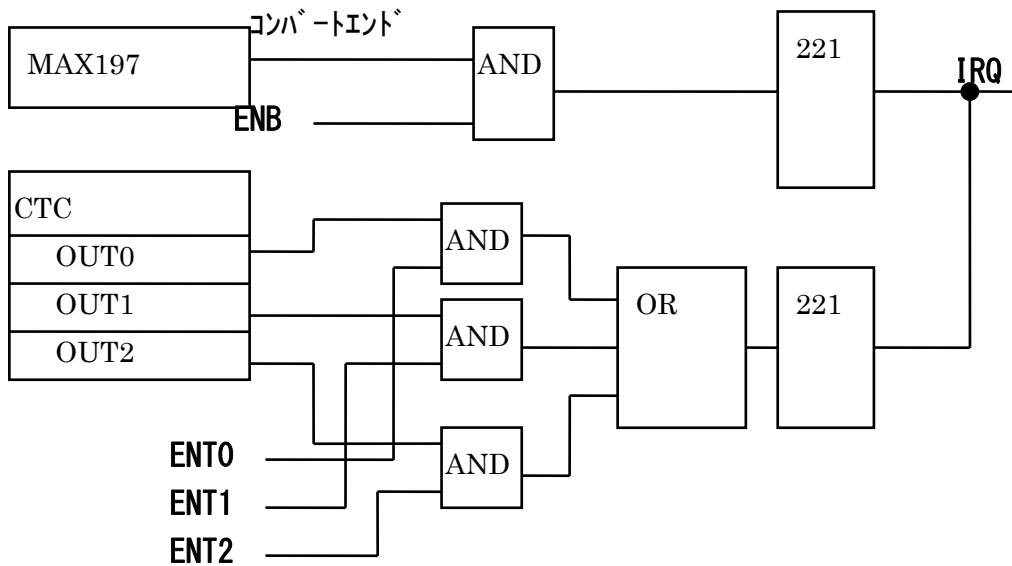 コンバートエンド
MAX197
AND
221
IRQ
ENB
CTC
OUT0
OUT1
OUT2
AND
AND
AND
OR
221
ENT0
ENT1
ENT2